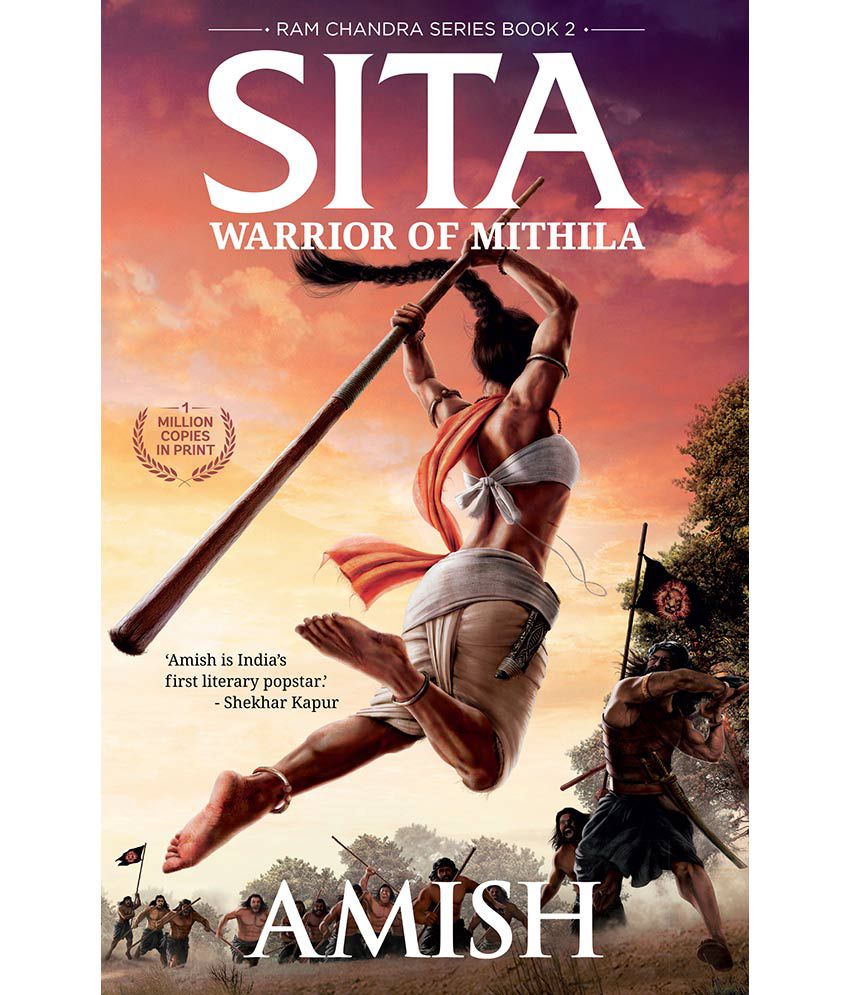 RAM CHANDRA SERIES BOOK 2
SITA
WARRIOR OF MITHILA
1
MILLION
COPIES
IN PRINT
‘Amish is India’s
first literary popstar.’
- Shekhar Kapur
AMISH